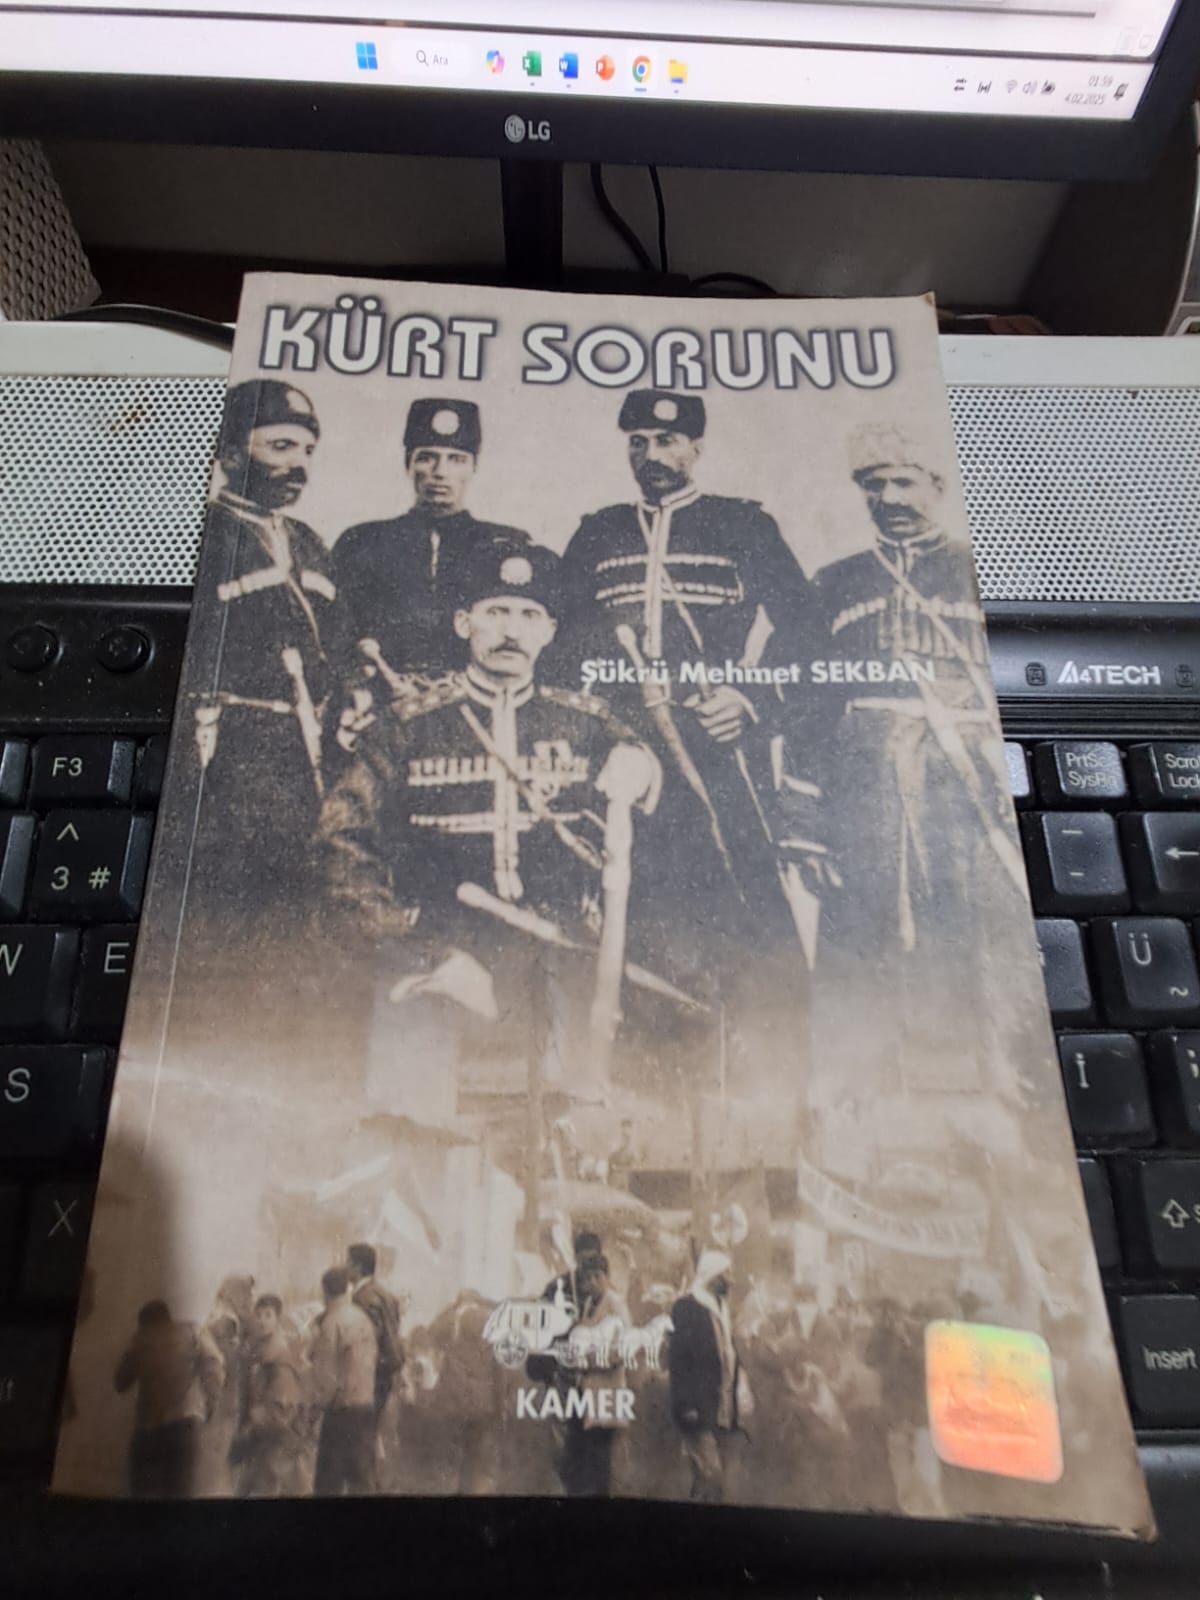 Ara
01:59
4.02.2025
LG
KÜRT SORUNU
Şükrü Mehmet SEKBAN
A4TECH
F3
PrtSc
SysRq
Scro
Lock
^
3 #
W
E
Ü
~
S
İ
X
Insert
KAMER